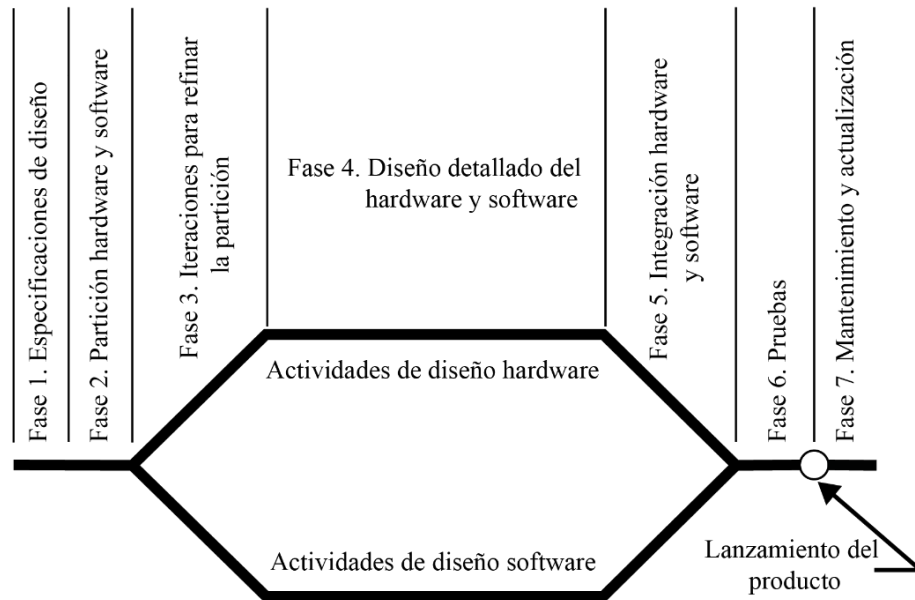 Fase 1. Especificaciones de diseño
Fase 2. Partición hardware y software
Fase 3. Iteraciones para refinar
la partición
Fase 4. Diseño detallado del
hardware y software
Fase 5. Integración hardware
y software
Fase 6. Pruebas
Fase 7. Mantenimiento y actualización
Actividades de diseño hardware
Actividades de diseño software
Lanzamiento del
producto